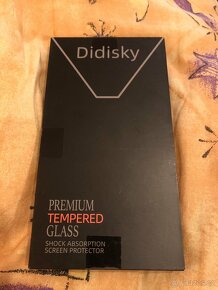 Didisky
PREMIUM
TEMPERED
GLASS
SHOCK ABSORPTION
SCREEN PROTECTOR